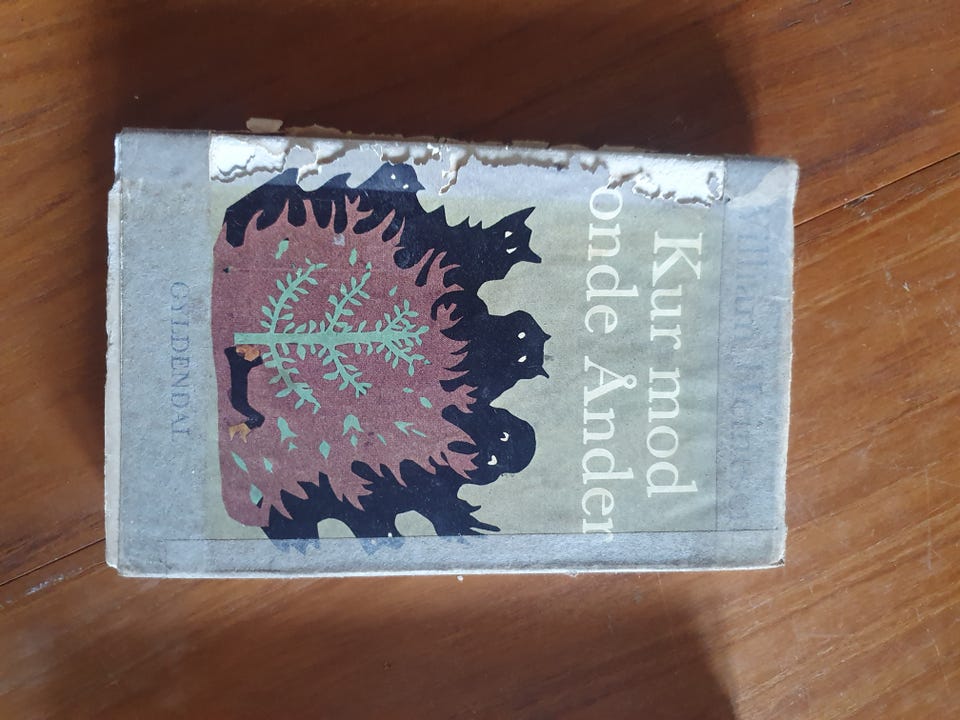 Kur mod
onde Ånder
GYLDENDAL